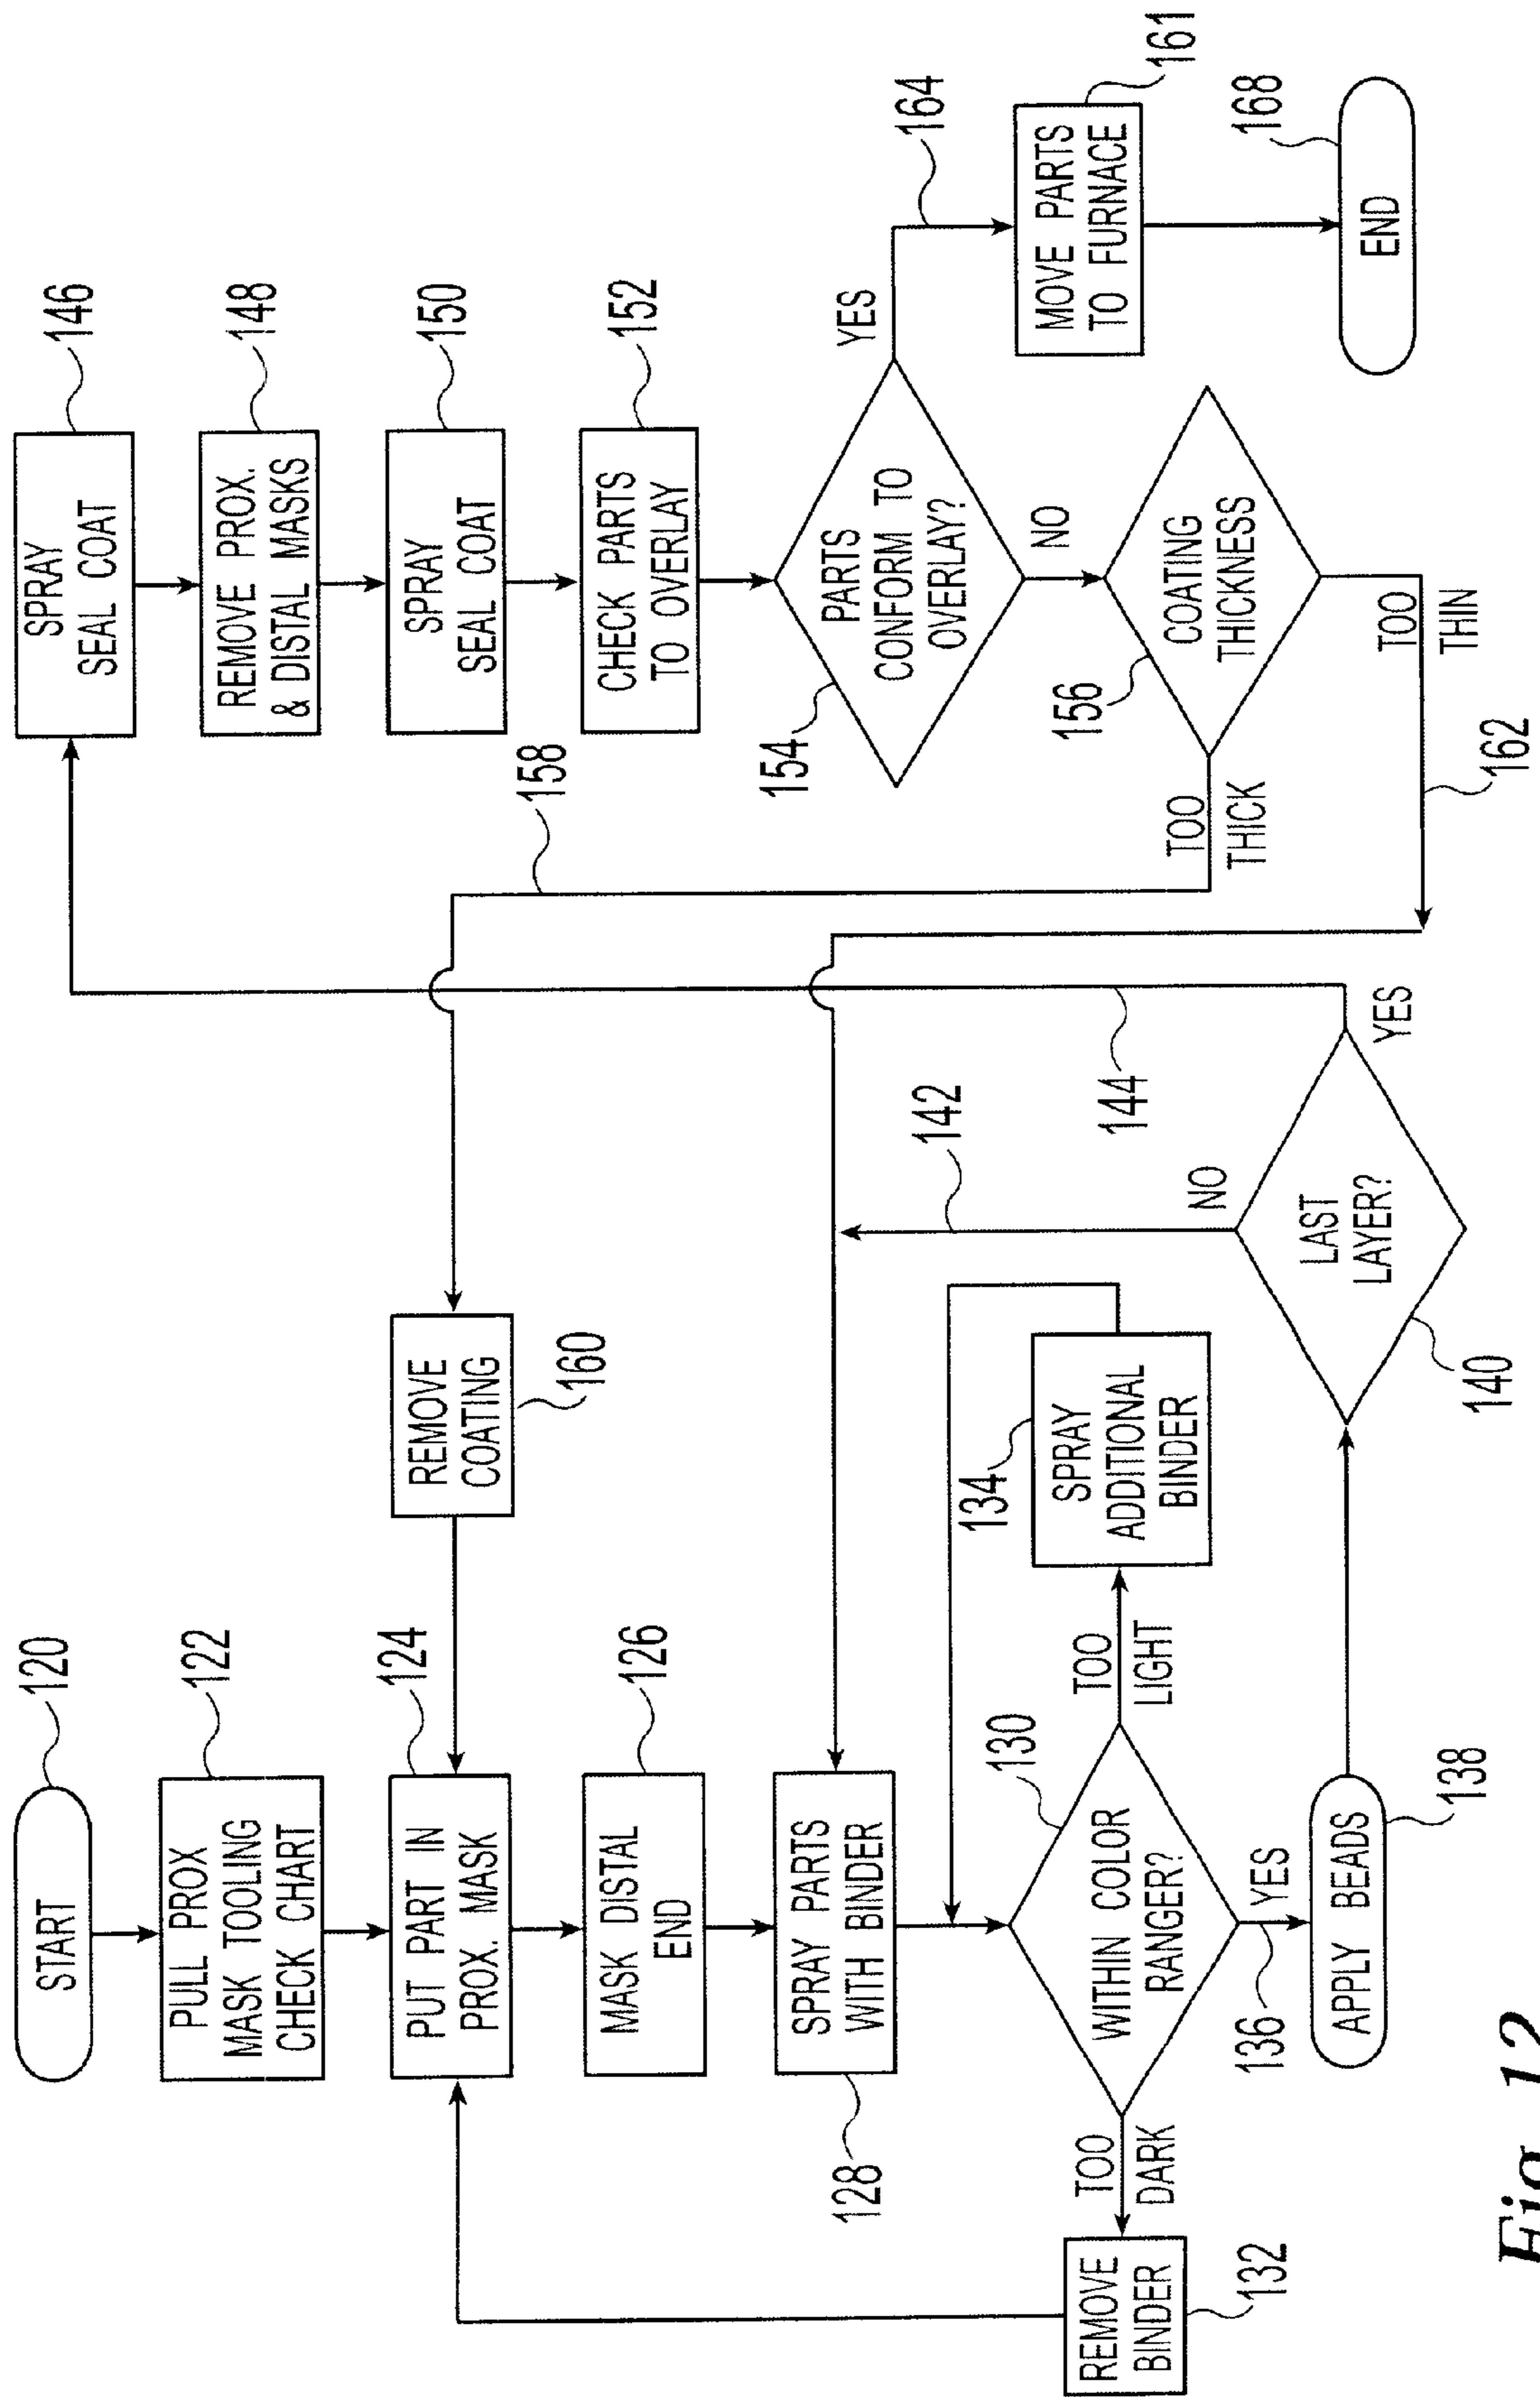 START
120
PULL PROX
MASK TOOLING
CHECK CHART
122
PUT PART IN
PROX. MASK
124
MASK DISTAL
END
126
SPRAY PARTS
WITH BINDER
128
WITHIN COLOR
RANGER?
130
TOO
DARK
REMOVE
BINDER
132
TOO
LIGHT
SPRAY
ADDITIONAL
BINDER
134
YES
136
APPLY BEADS
138
LAST
LAYER?
140
NO
142
YES
144
REMOVE
COATING
160
SPRAY
SEAL COAT
146
REMOVE PROX.
& DISTAL MASKS
148
SPRAY
SEAL COAT
150
CHECK PARTS
TO OVERLAY
152
PARTS
CONFORM TO
OVERLAY?
154
YES
164
MOVE PARTS
TO FURNACE
161
END
168
NO
COATING
THICKNESS
156
TOO
THICK
158
TOO
THIN
162
Fig. 12